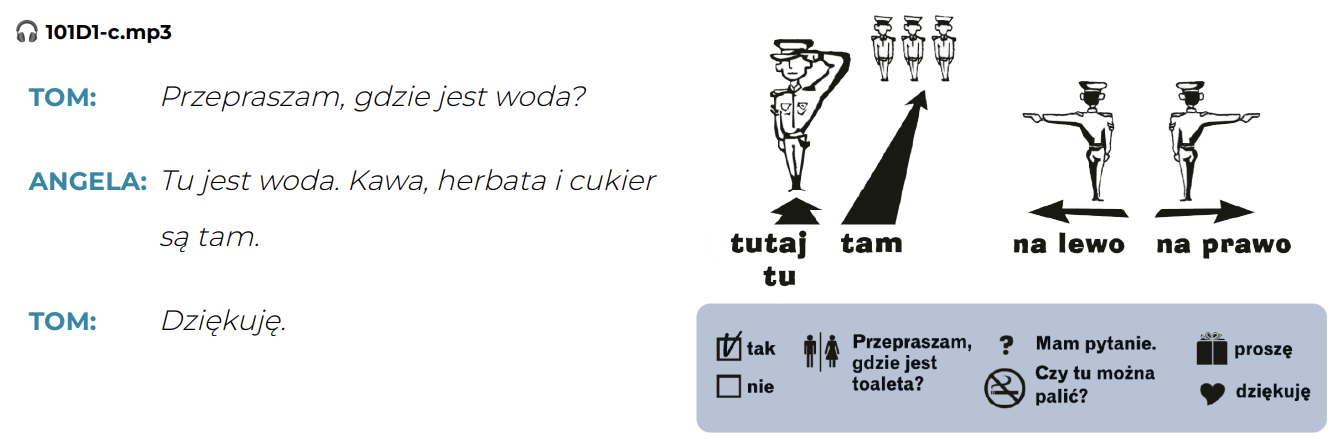 101D1-c.mp3
TOM: Przepraszam, gdzie jest woda?
ANGELA: Tu jest woda. Kawa, herbata i cukier
są tam.
TOM: Dziękuję.
tutaj
tu
tam
na lewo
na prawo
tak
nie
Przepraszam,
gdzie jest
toaleta?
? Mam pytanie.
Czy tu można
palić?
proszę
dziękuję